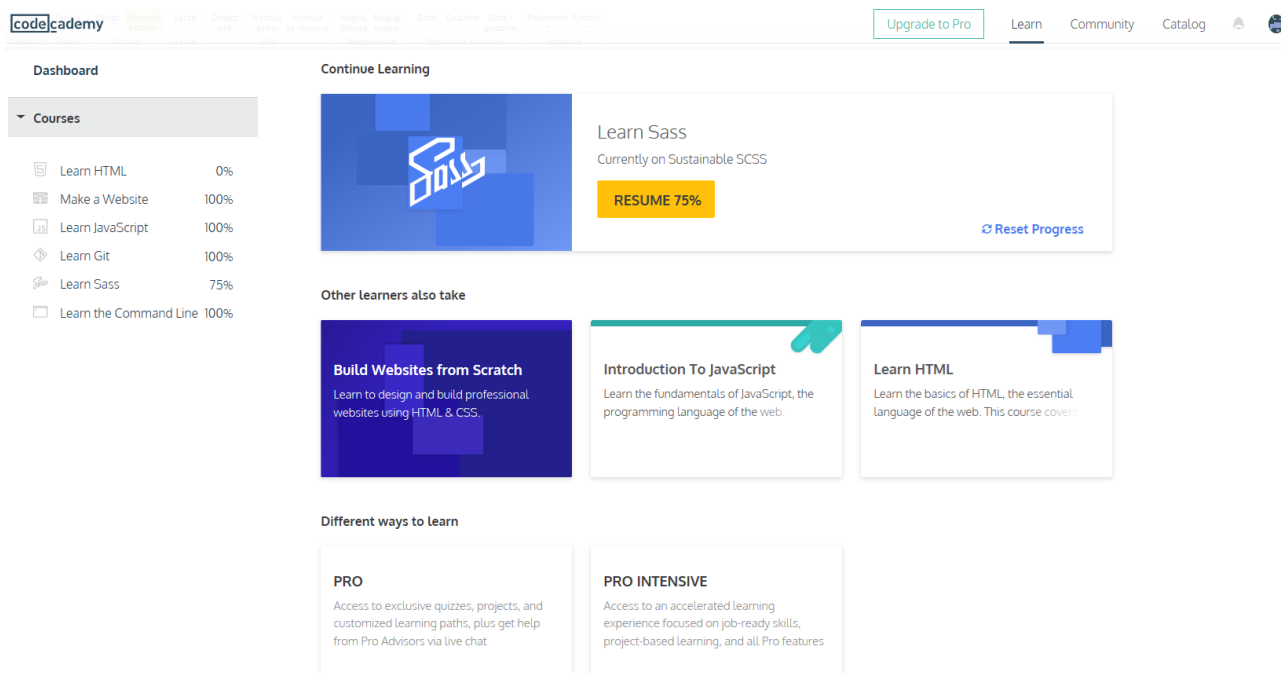 codecademy
Upgrade to Pro
Learn
Community
Catalog
Dashboard
Courses
Learn HTML 0%
Make a Website 100%
Learn JavaScript 100%
Learn Git 100%
Learn Sass 75%
Learn the Command Line 100%
Continue Learning
Sass
Learn Sass
Currently on Sustainable SCSS
RESUME 75%
Reset Progress
Other learners also take
Build Websites from Scratch
Learn to design and build professional
websites using HTML & CSS.
Introduction To JavaScript
Learn the fundamentals of JavaScript, the
programming language of the web.
Learn HTML
Learn the basics of HTML, the essential
language of the web. This course covers
Different ways to learn
PRO
Access to exclusive quizzes, projects, and
customized learning paths, plus get help
from Pro Advisors via live chat
PRO INTENSIVE
Access to an accelerated learning
experience focused on job-ready skills,
project-based learning, and all Pro features